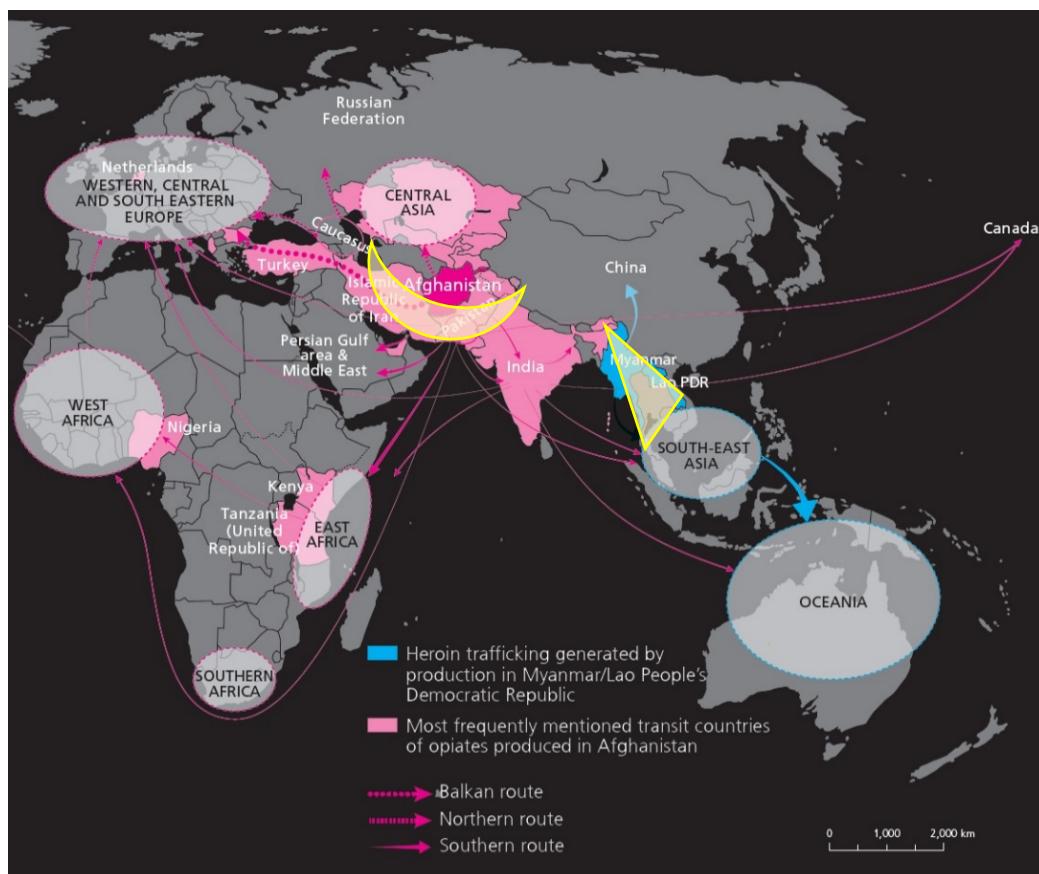 Russian
Federation
Netherlands
WESTERN, CENTRAL
AND SOUTH EASTERN
EUROPE
CENTRAL
ASIA
Caucasus
Canada
Turkey
Afghanistan
China
Islamic
Republic
of Iran
Pakistan
Persian Gulf
area &
Middle East
India
Myanmar
Lao PDR
WEST
AFRICA
Nigeria
SOUTH-EAST
ASIA
Kenya
Tanzania
(United
Republic of)
EAST
AFRICA
OCEANIA
SOUTHERN
AFRICA
Heroin trafficking generated by
production in Myanmar/Lao People's
Democratic Republic
Most frequently mentioned transit countries
of opiates produced in Afghanistan
Balkan route
Northern route
Southern route
0 1,000 2,000 km